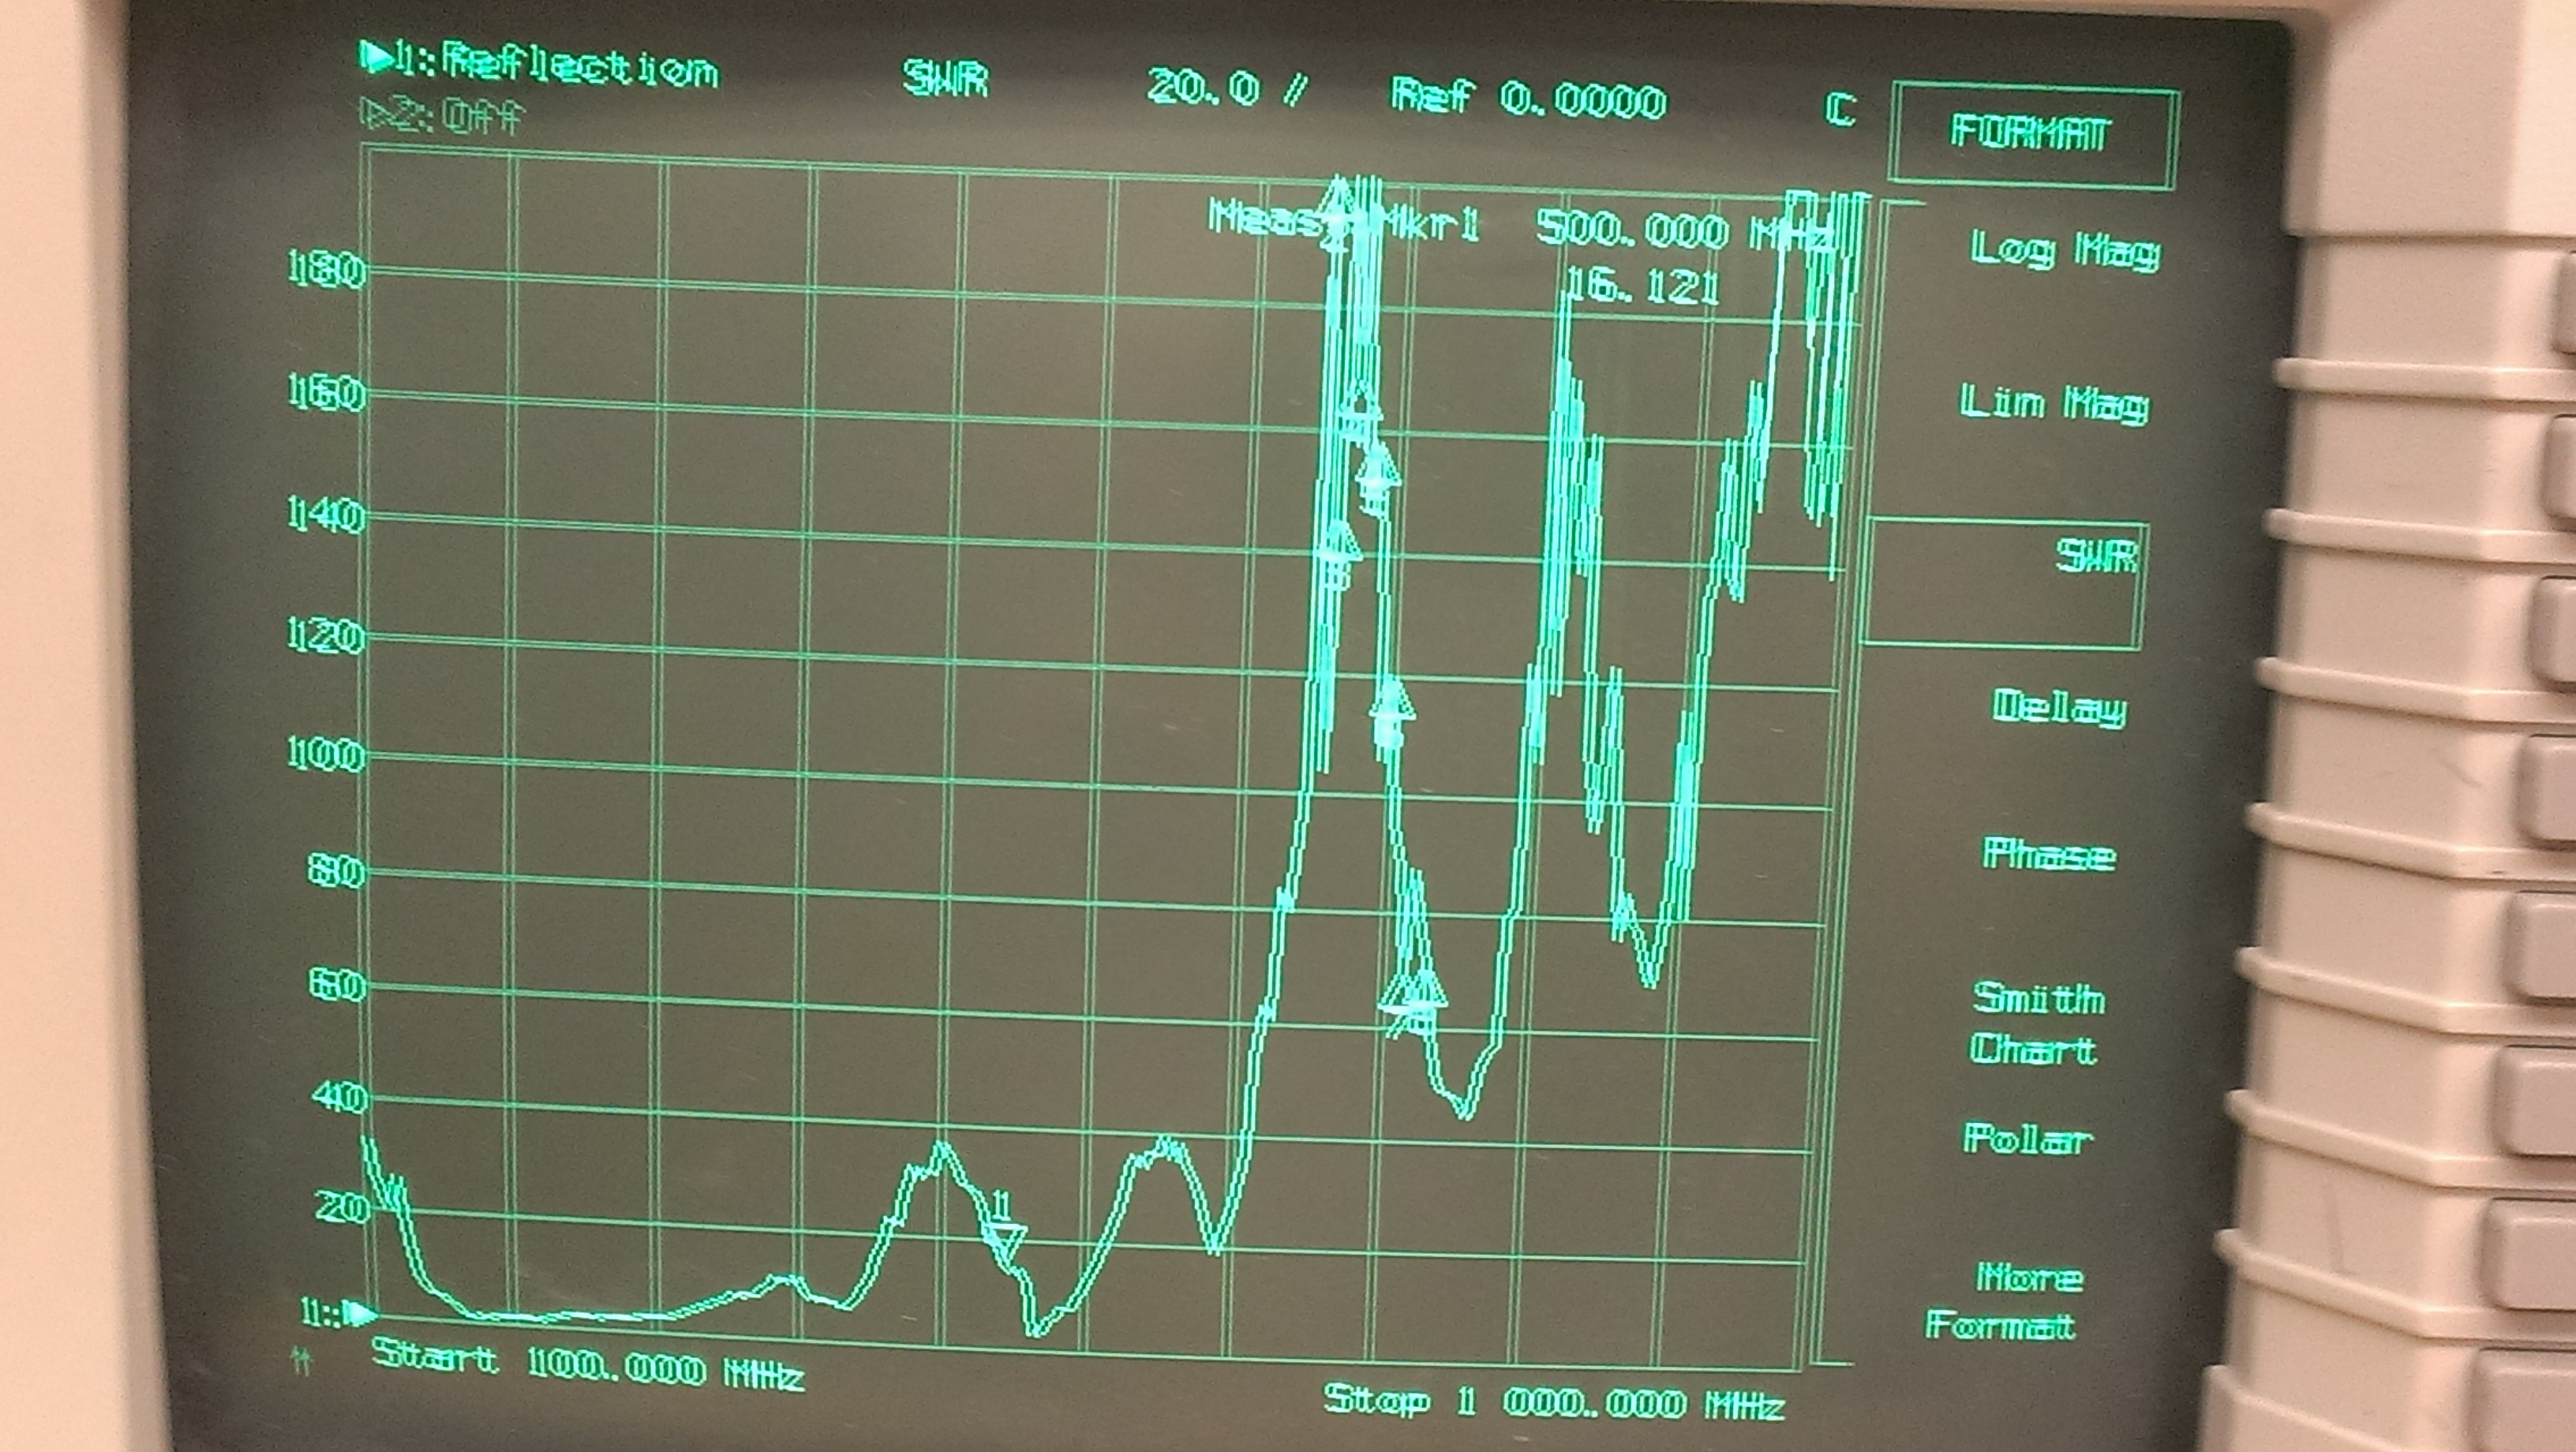 ▶1:Reflection SWR 20.0 / Ref 0.0000 C
▶2:Off
FORMAT
Meas1:Mkr1 500.000 MHz
16.121
Log Mag
Lin Mag
SWR
Delay
Phase
Smith
Chart
Polar
More
Format
180
160
140
120
100
80
60
40
20
1
1:▶
Start 100.000 MHz
Stop 1 000.000 MHz